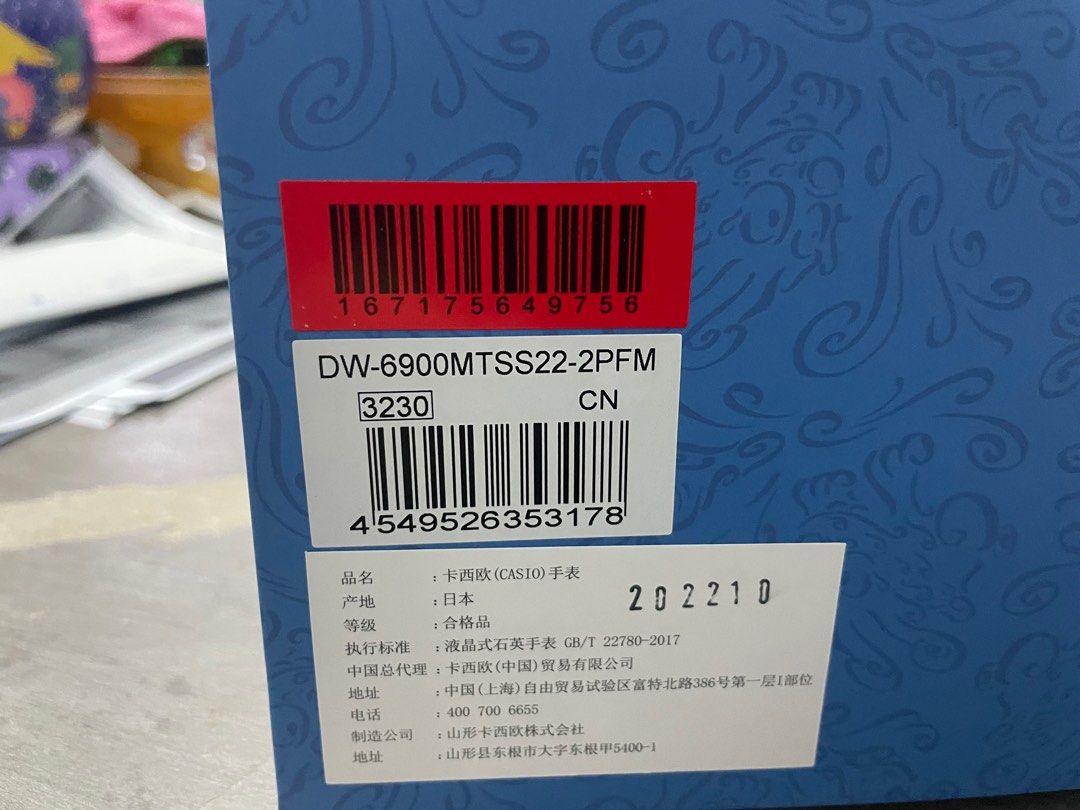 167175649756
DW-6900MTSS22-2PFM
3230 CN
4549526353178
品名 :卡西欧(CASIO)手表
202210
产地 :日本
等级 :合格品
执行标准 :液晶式石英手表 GB/T 22780-2017
中国总代理 :卡西欧(中国)贸易有限公司
地址 :中国(上海)自由贸易试验区富特北路386号第一层I部位
电话 :400 700 6655
制造公司 :山形卡西欧株式会社
地址 :山形县东根市大字东根甲5400-1